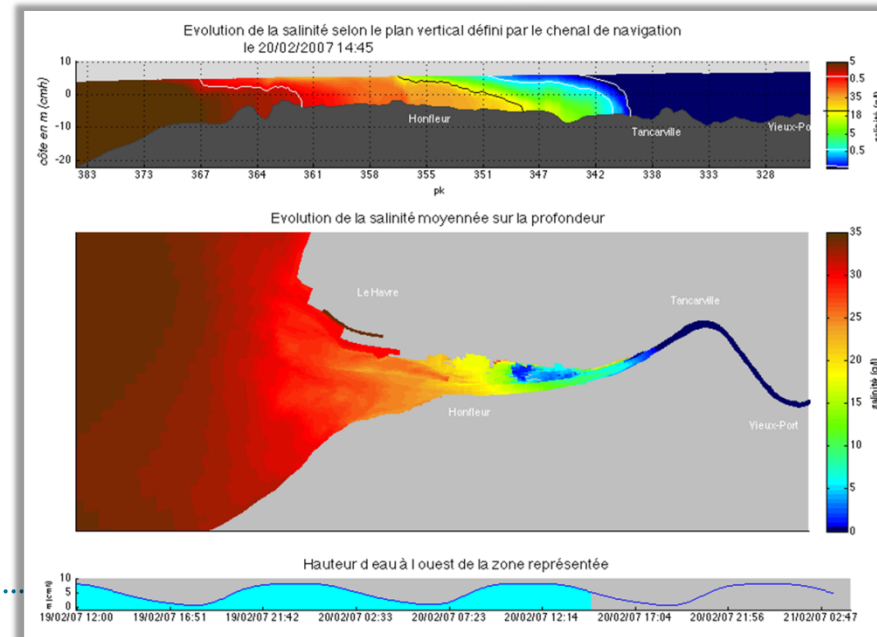 Evolution de la salinité selon le plan vertical défini par le chenal de navigation
le 20/02/2007 14:45
côte en m (cmh)
10
0
-10
-20
Honfleur
Tancarville
383 373 367 364 361 358 355 351 347 340 338 333 328
pk
5
0.5
35
18
5
0.5
Evolution de la salinité moyennée sur la profondeur
Le Havre
Tancarville
Honfleur
Vieux-Port
35
30
25
20
15
10
5
0
salinité (g/l)
Hauteur d eau à l ouest de la zone représentée
m (cmh)
10
5
0
19/02/07 12:00 19/02/07 16:51 19/02/07 21:42 20/02/07 02:33 20/02/07 07:23 20/02/07 12:14 20/02/07 17:04 20/02/07 21:56 21/02/07 02:47